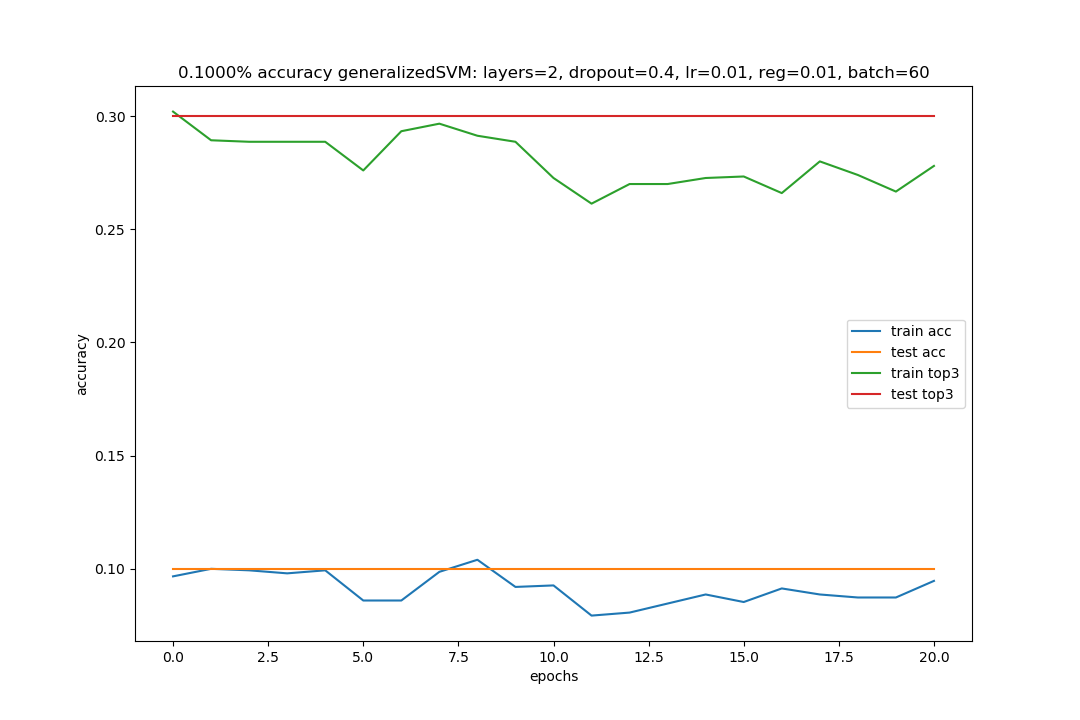 0.1000% accuracy generalizedSVM: layers=2, dropout=0.4, lr=0.01, reg=0.01, batch=60
0.30
0.25
0.20
0.15
0.10
accuracy
train acc
test acc
train top3
test top3
0.0 2.5 5.0 7.5 10.0 12.5 15.0 17.5 20.0
epochs